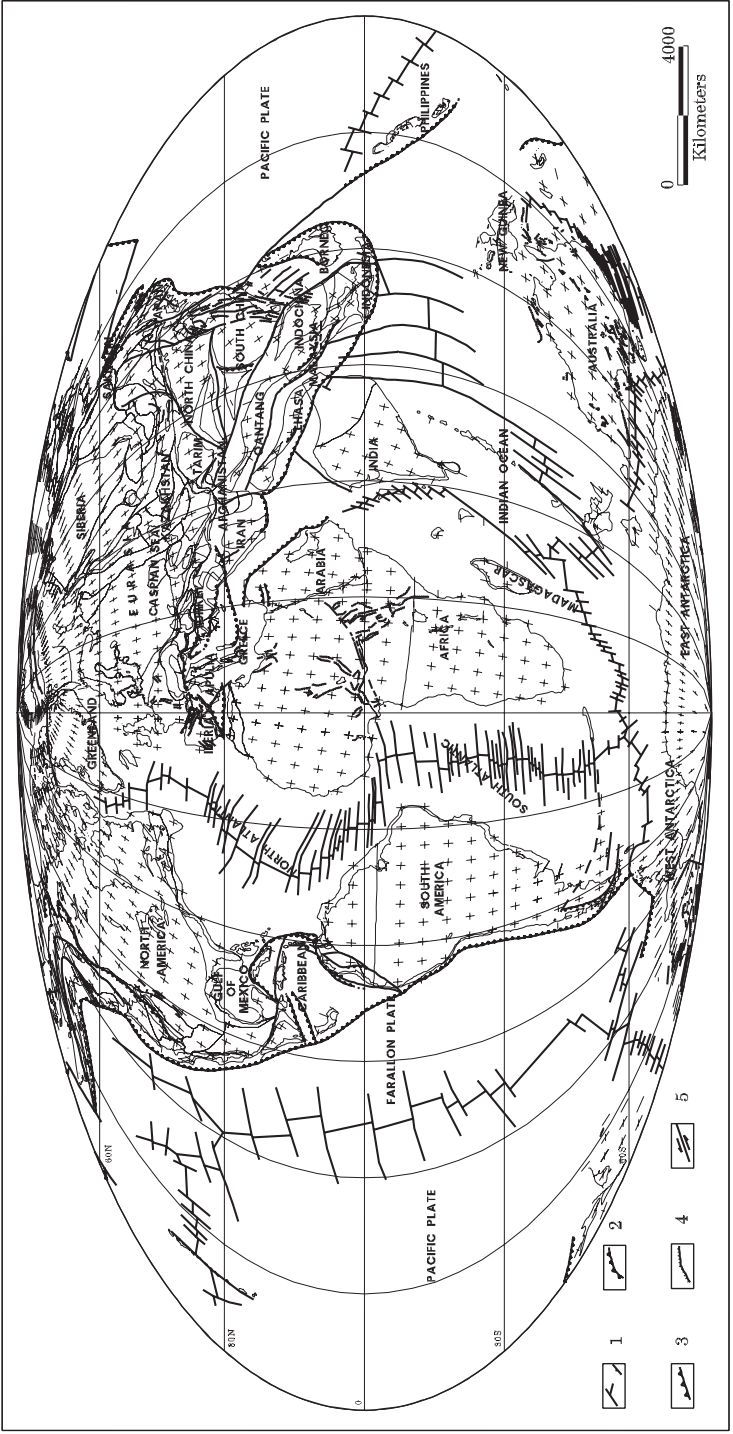 PACIFIC PLATE
PHILIPPINES
4000
0
Kilometers
BORNEO
NEW GUINEA
INDOCHINA
MALAYSIA
NORTH CHINA
AUSTRALIA
LHASA
QANTANG
TARIM
INDIA
KAZAKHSTAN
AFGHANISTAN
INDIAN OCEAN
SIBERIA
IRAN
EURASIA
ARABIA
MADAGASCAR
EAST ANTARCTICA
GREECE
AFRICA
APULIA
IBERIA
GREENLAND
SOUTH ATLANTIC
NORTH ATLANTIC
WEST ANTARCTICA
SOUTH
AMERICA
NORTH
AMERICA
GULF
OF
MEXICO
CARIBBEAN
FARALLON PLATE
PACIFIC PLATE
60N
30N
0
30S
60S
1
2
3
4
5